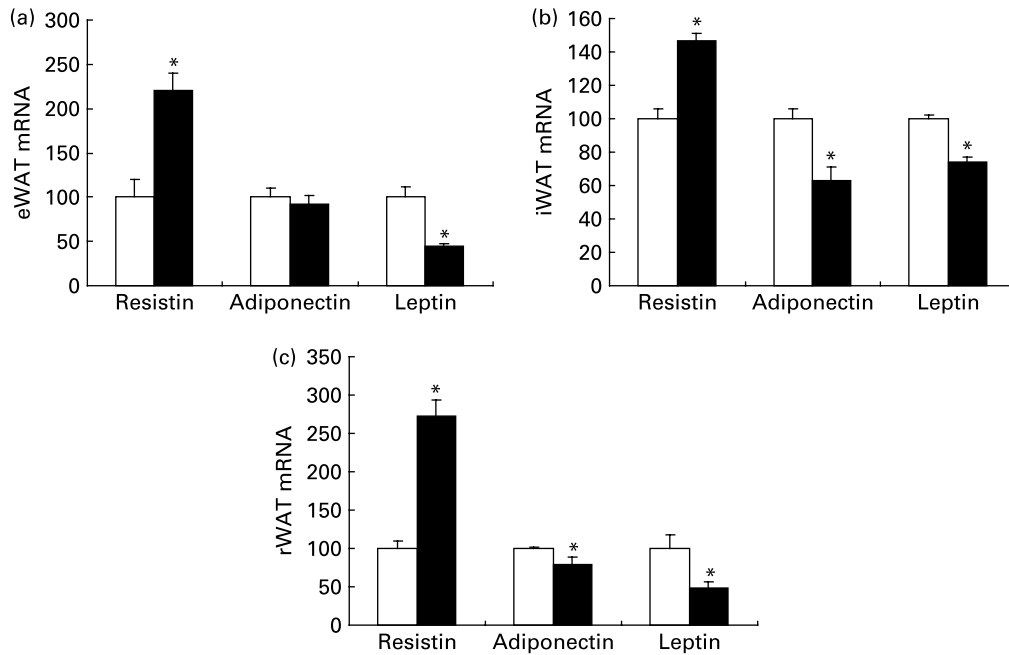 (a)
300
250
200
150
100
50
0
eWAT mRNA
* * 
Resistin Adiponectin Leptin
(b)
160
140
120
100
80
60
40
20
0
iWAT mRNA
* * *
Resistin Adiponectin Leptin
(c)
350
300
250
200
150
100
50
0
rWAT mRNA
* * *
Resistin Adiponectin Leptin